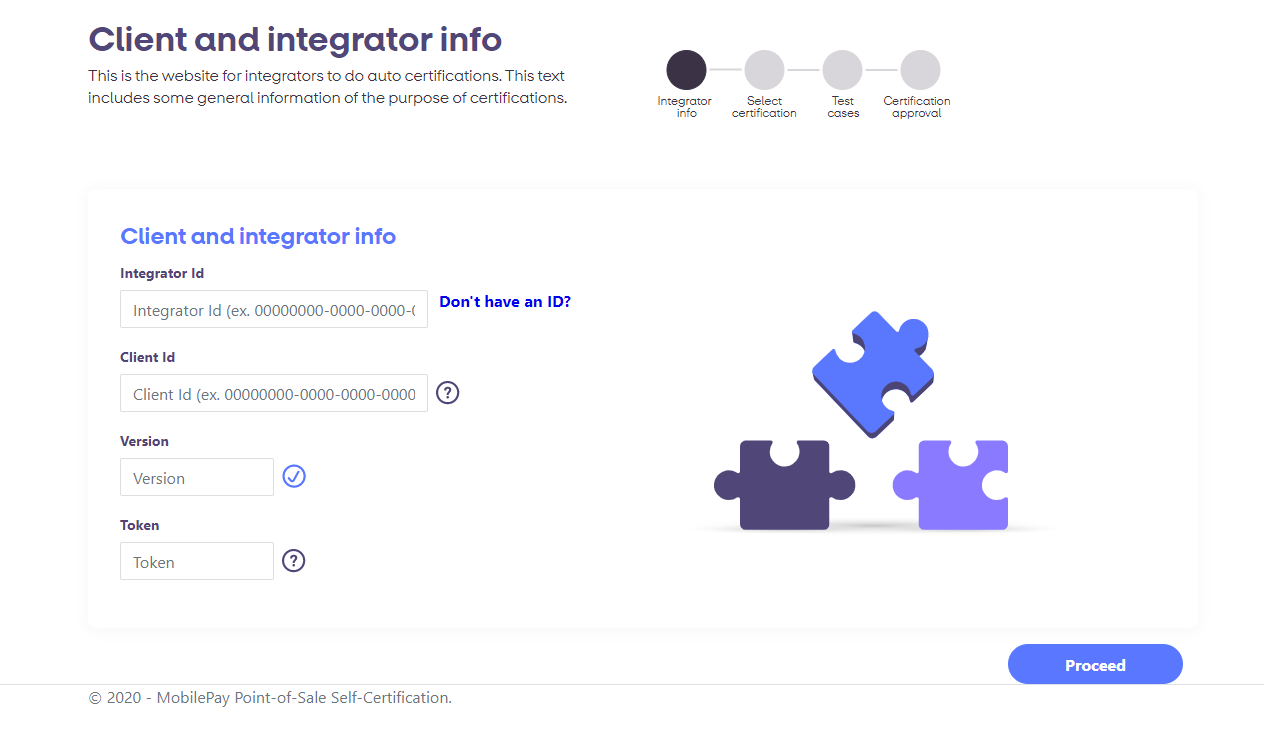 Client and integrator info
This is the website for integrators to do auto certifications. This text
includes some general information of the purpose of certifications.
Integrator
info
Select
certification
Test
cases
Certification
approval
Client and integrator info
Integrator Id
Integrator Id (ex. 00000000-0000-0000-0
Don't have an ID?
Client Id
Client Id (ex. 00000000-0000-0000-0000
?
Version
Version
Token
Token
?
Proceed
© 2020 - MobilePay Point-of-Sale Self-Certification.